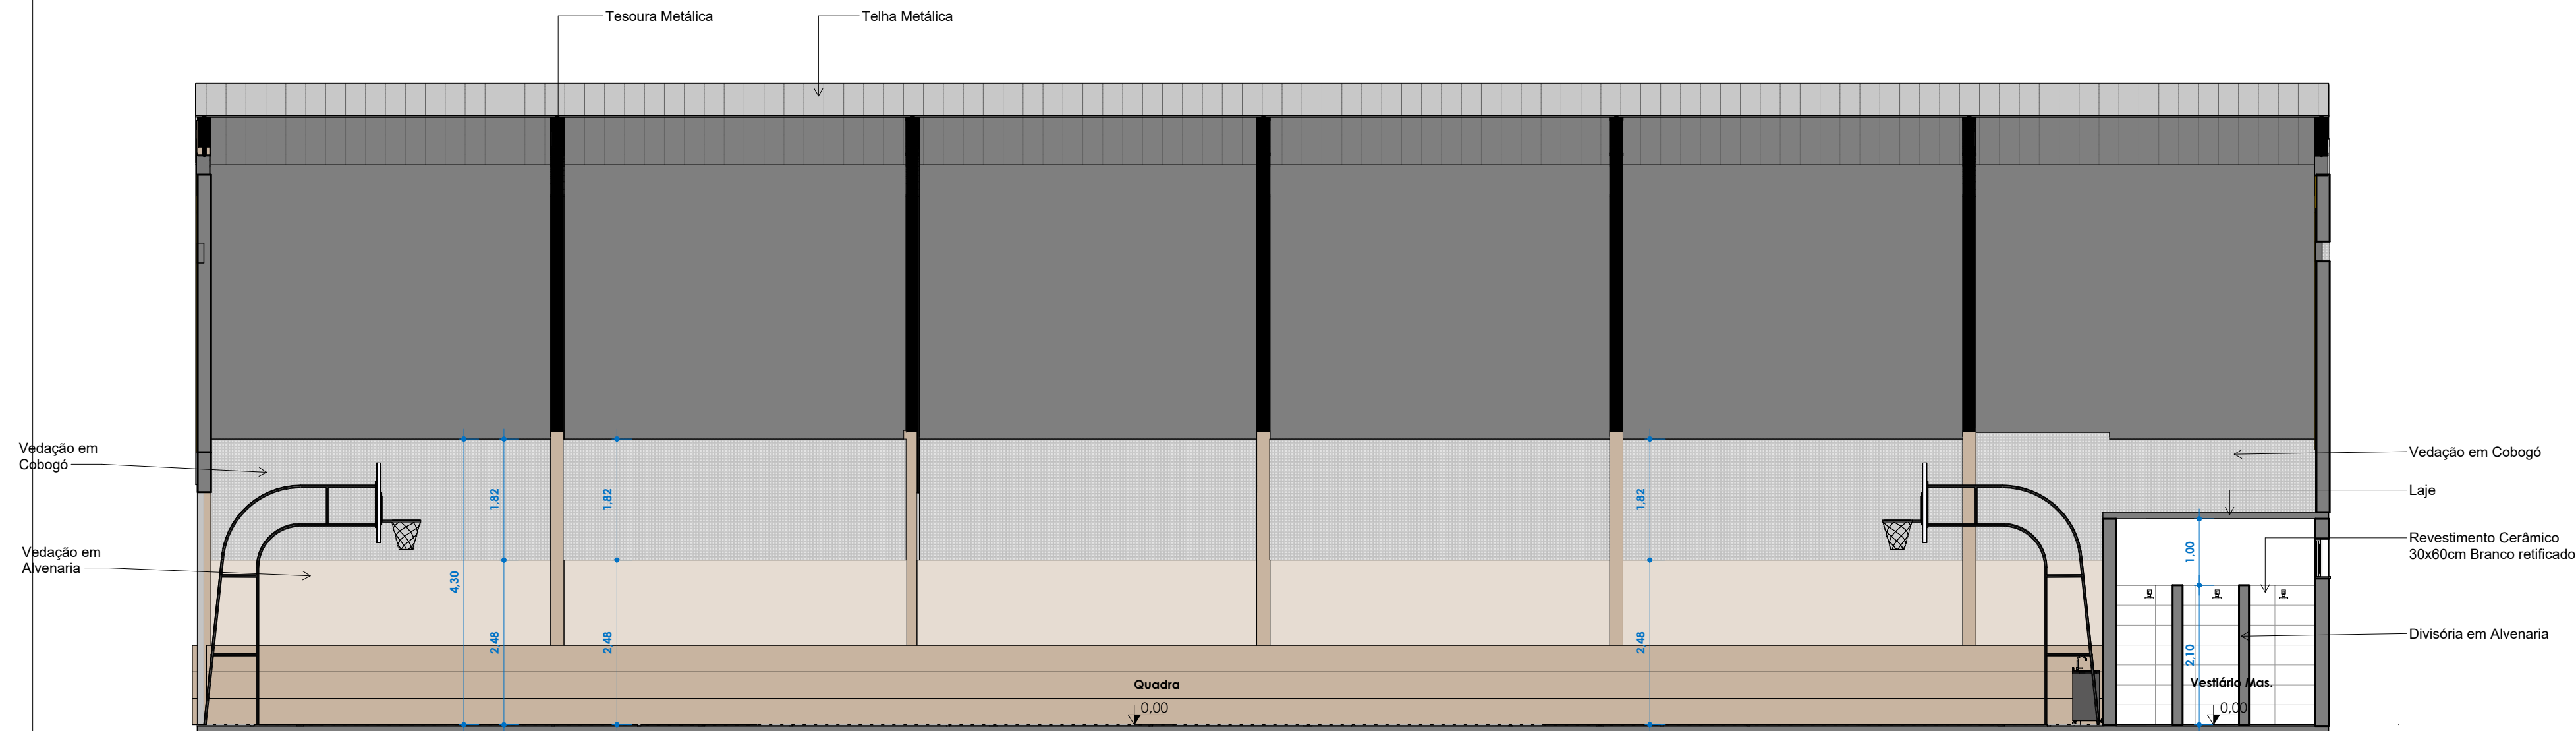 Tesoura Metálica
Telha Metálica
Vedação em
Cobogó
Vedação em
Alvenaria
4,30
1,82
2,48
1,82
2,48
1,82
2,48
Quadra
0,00
Vedação em Cobogó
Laje
Revestimento Cerâmico
30x60cm Branco retificado
Divisória em Alvenaria
1,00
2,10
Vestiário Mas.
0,00